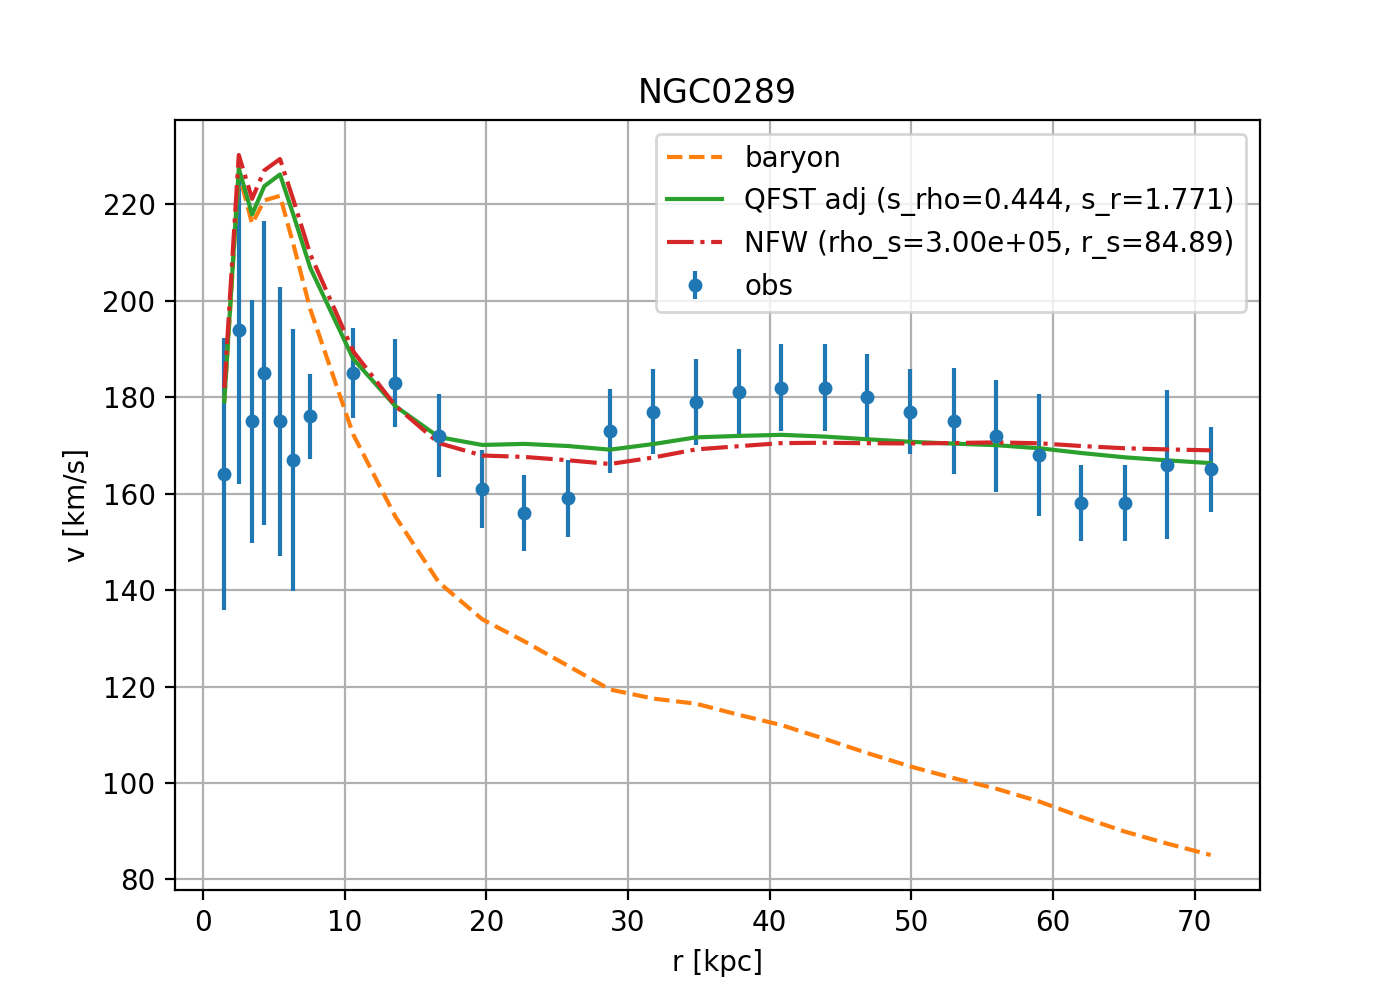 NGC0289
baryon
QFST adj (s_rho=0.444, s_r=1.771)
NFW (rho_s=3.00e+05, r_s=84.89)
obs
220
200
180
160
140
120
100
80
v [km/s]
0 10 20 30 40 50 60 70
r [kpc]